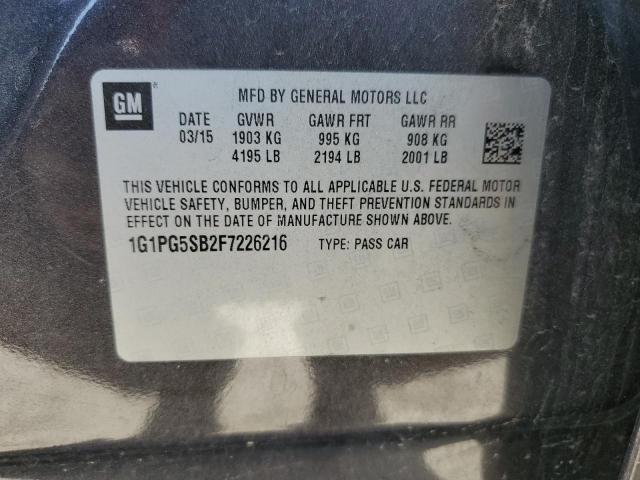 GM
MFD BY GENERAL MOTORS LLC
DATE GVWR GAWR FRT GAWR RR
03/15 1903 KG 995 KG 908 KG
4195 LB 2194 LB 2001 LB
THIS VEHICLE CONFORMS TO ALL APPLICABLE U.S. FEDERAL MOTOR
VEHICLE SAFETY, BUMPER, AND THEFT PREVENTION STANDARDS IN
EFFECT ON THE DATE OF MANUFACTURE SHOWN ABOVE.
1G1PG5SB2F7226216 TYPE: PASS CAR